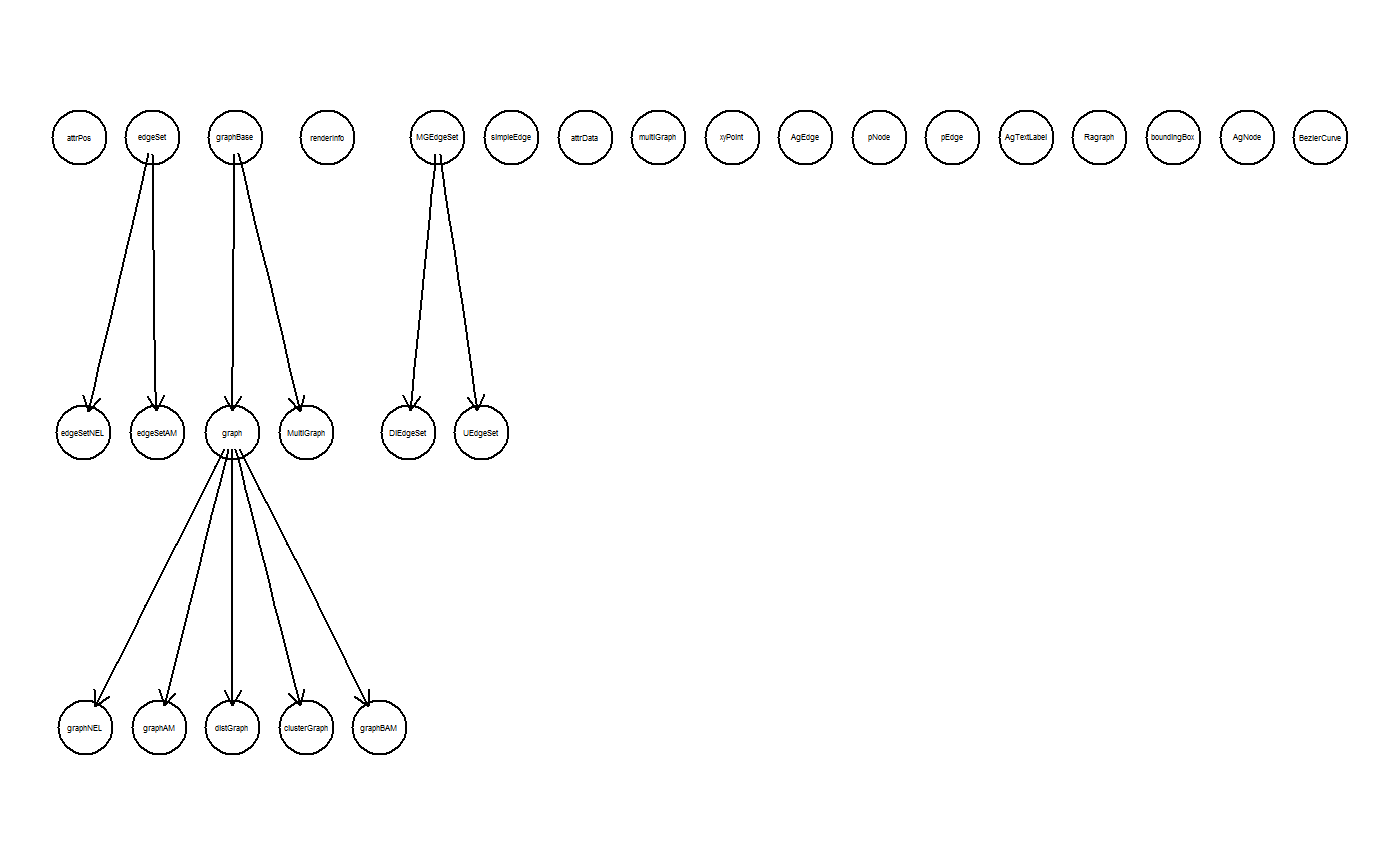 attrPos
edgeSet
graphBase
renderInfo
MGEdgeSet
simpleEdge
attrData
multiGraph
xyPoint
AgEdge
pNode
pEdge
AgTextLabel
Ragraph
boundingBox
AgNode
BezierCurve
edgeSetNEL
edgeSetAM
graph
MultiGraph
DiEdgeSet
UEdgeSet
graphNEL
graphAM
distGraph
clusterGraph
graphBAM